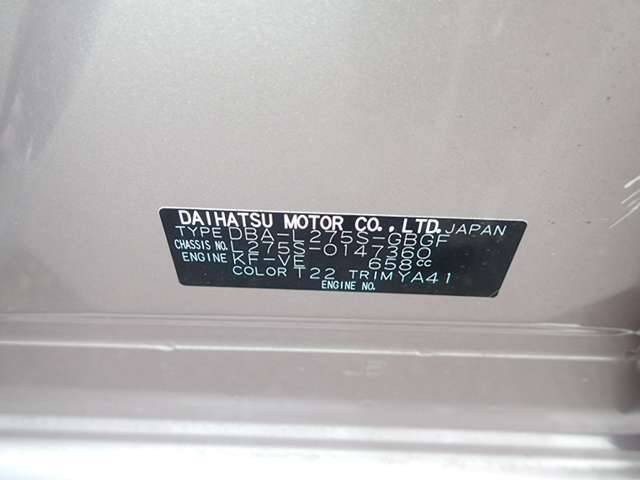 DAIHATSU MOTOR CO., LTD. JAPAN
TYPE DBA-L275S-GBGF
CHASSIS NO. L275S-0147360
ENGINE KF-VE 658cc
COLOR T22 TRIM YA41
ENGINE NO.